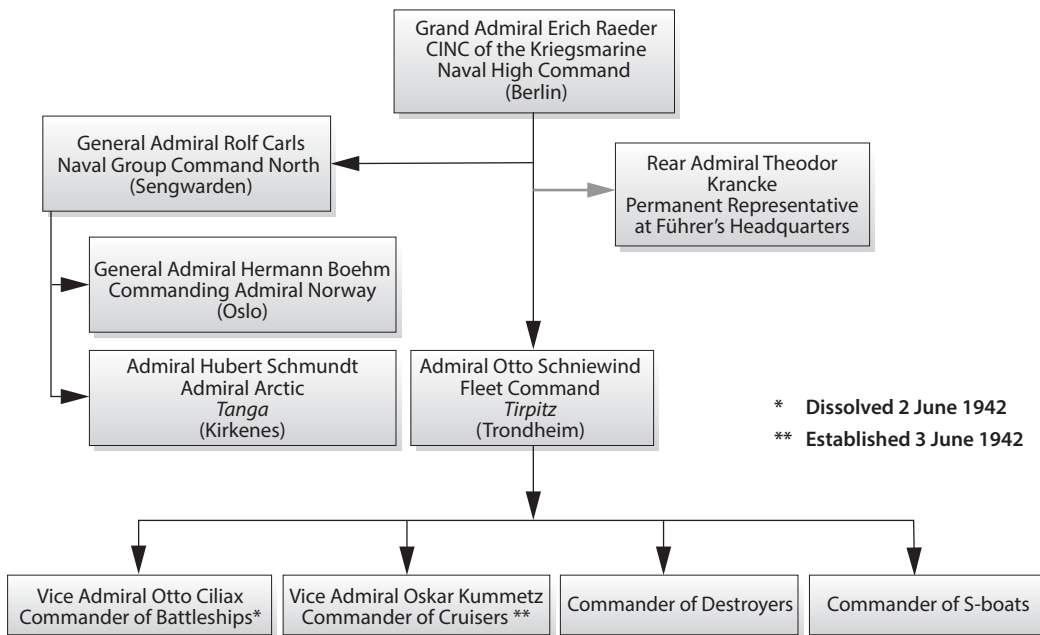 Grand Admiral Erich Raeder
CINC of the Kriegsmarine
Naval High Command
(Berlin)
General Admiral Rolf Carls
Naval Group Command North
(Sengwarden)
Rear Admiral Theodor
Krancke
Permanent Representative
at Führer’s Headquarters
General Admiral Hermann Boehm
Commanding Admiral Norway
(Oslo)
Admiral Hubert Schmundt
Admiral Arctic
Tanga
(Kirkenes)
Admiral Otto Schniewind
Fleet Command
Tirpitz
(Trondheim)
* Dissolved 2 June 1942
** Established 3 June 1942
Vice Admiral Otto Ciliax
Commander of Battleships*
Vice Admiral Oskar Kummetz
Commander of Cruisers **
Commander of Destroyers
Commander of S-boats